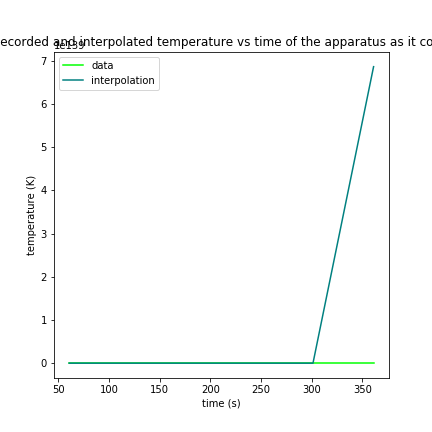 ecorded and interpolated temperature vs time of the apparatus as it co
1e139
7
6
5
4
3
2
1
0
data
interpolation
temperature (K)
50 100 150 200 250 300 350
time (s)